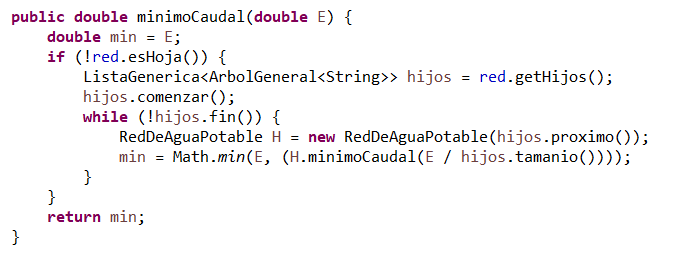 public double minimoCaudal(double E) {
    double min = E;
    if (!red.esHoja()) {
        ListaGenerica<ArbolGeneral<String>> hijos = red.getHijos();
        hijos.comenzar();
        while (!hijos.fin()) {
            RedDeAguaPotable H = new RedDeAguaPotable(hijos.proximo());
            min = Math.min(E, (H.minimoCaudal(E / hijos.tamanio())));
        }
    }
    return min;
}